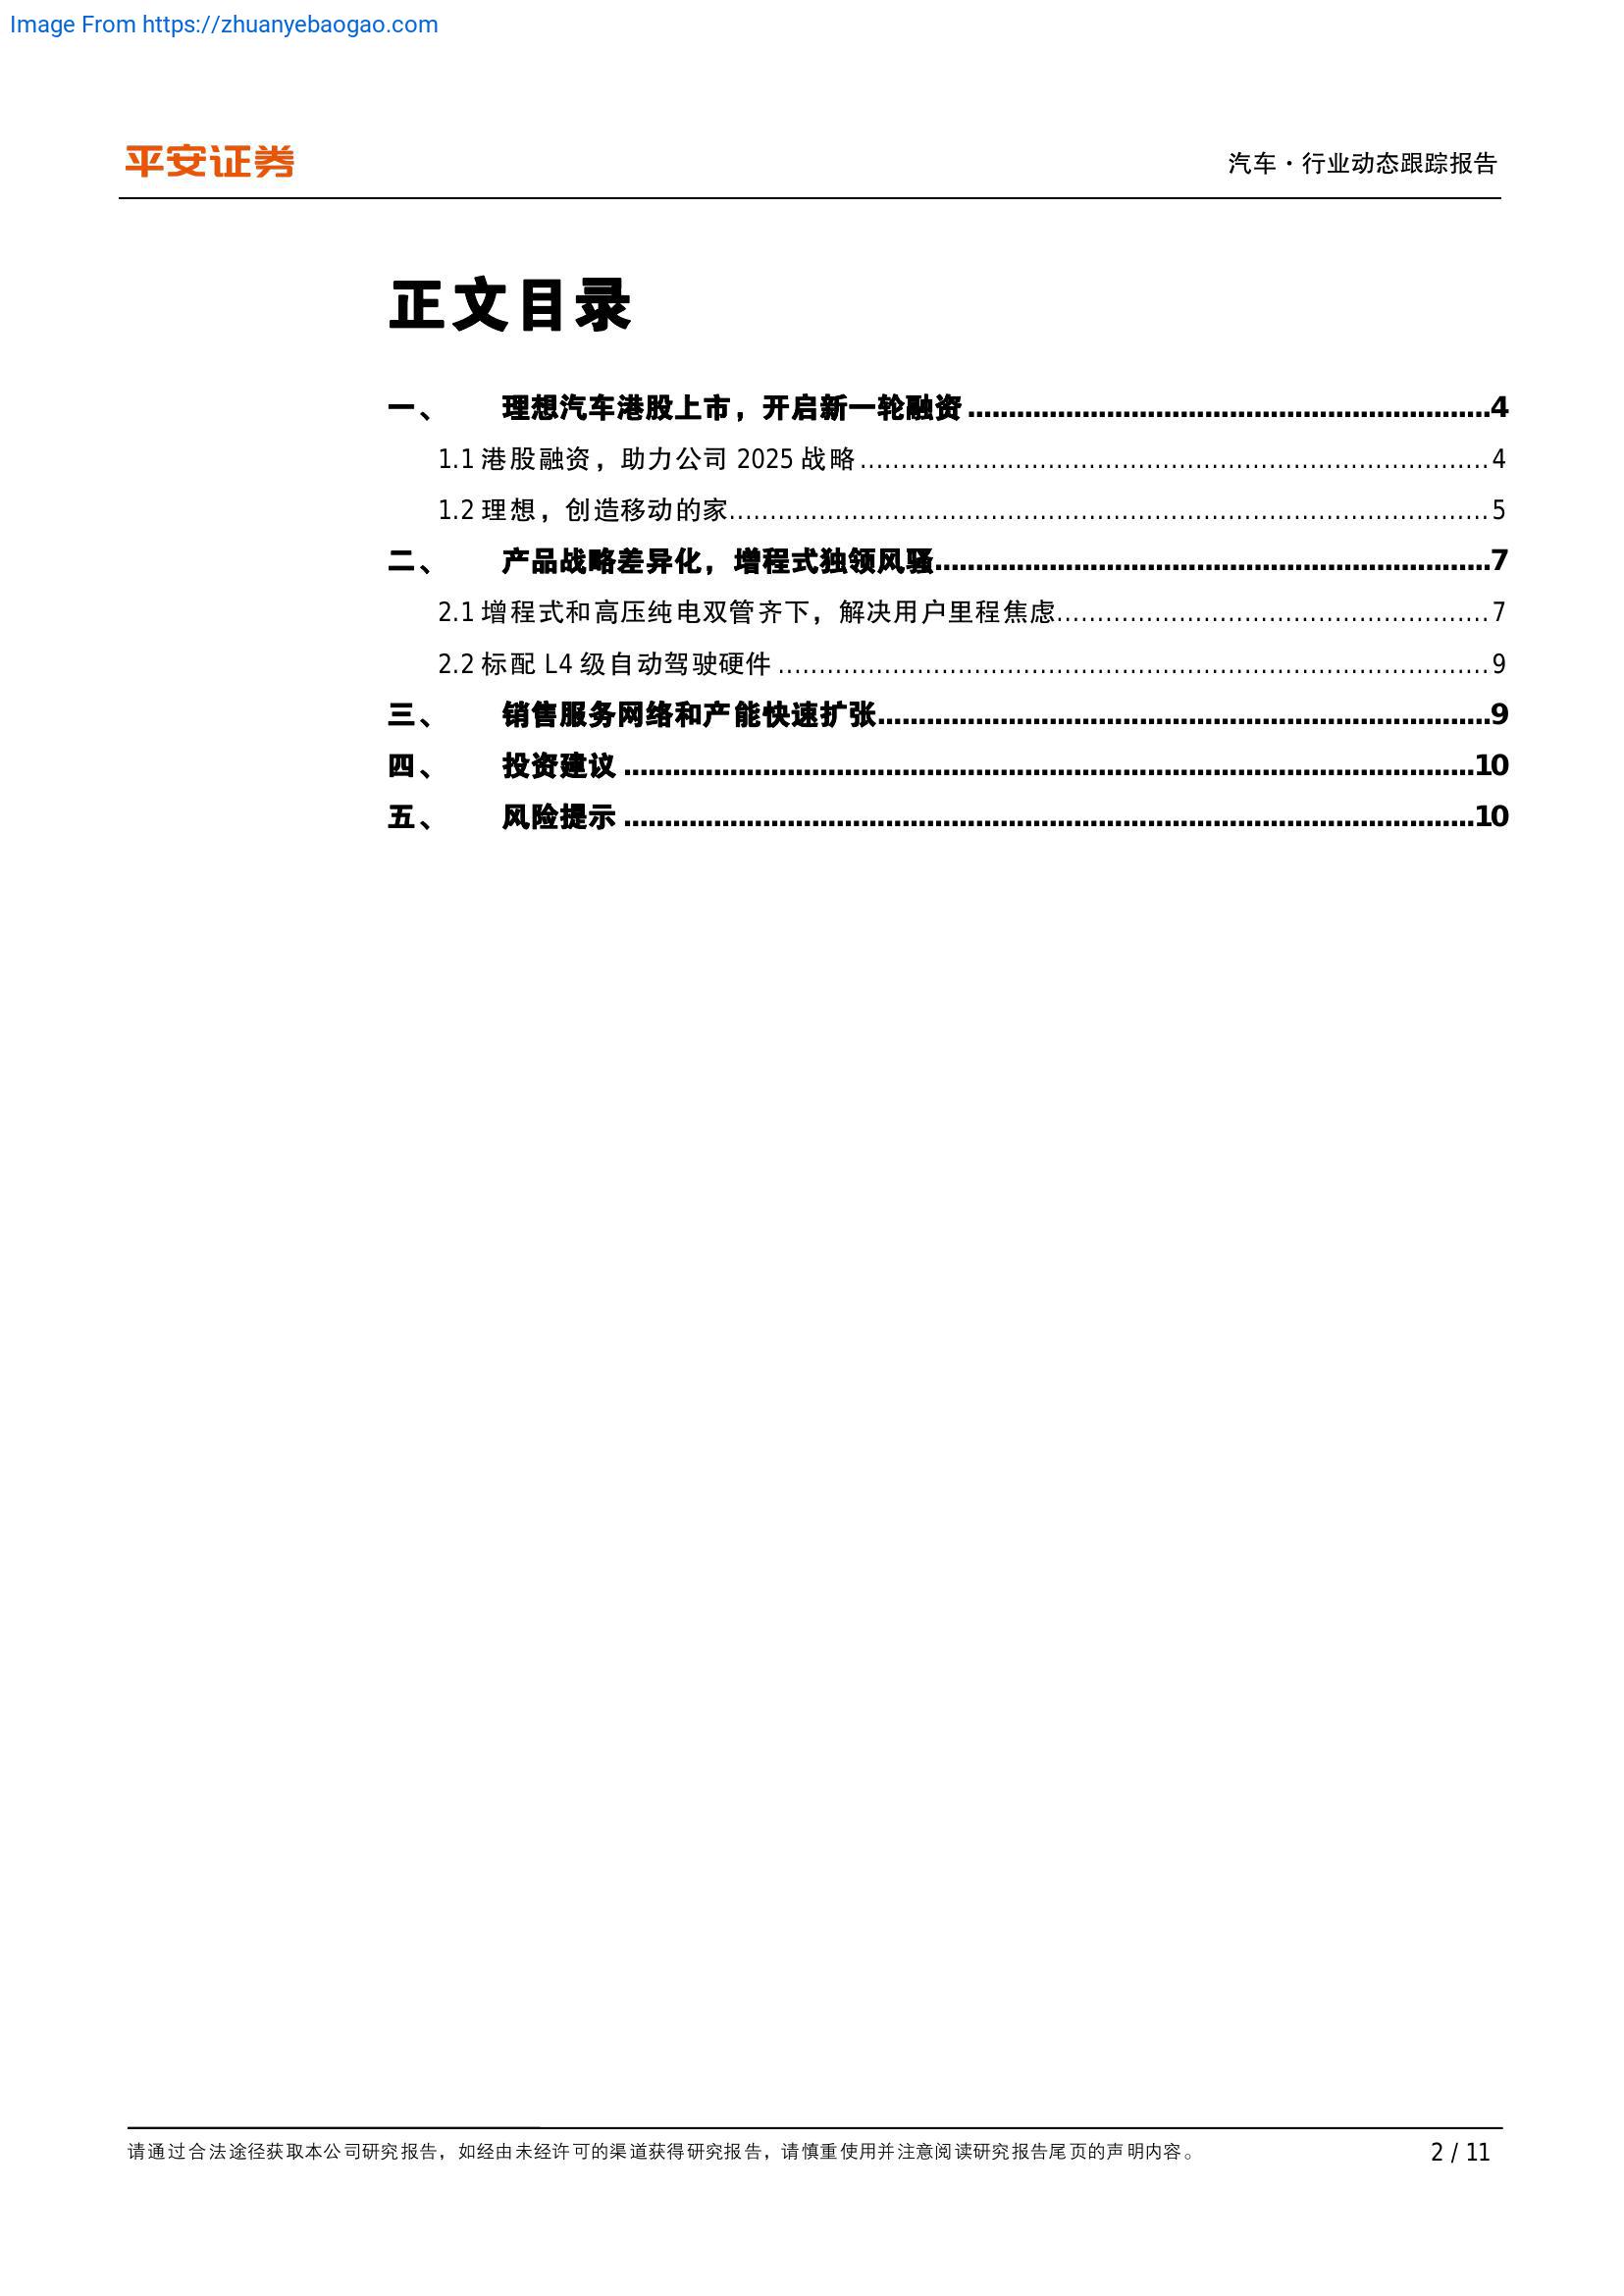 Image From https://zhuanyebaogao.com
平安证券
汽车·行业动态跟踪报告
正文目录
一、 理想汽车港股上市，开启新一轮融资 4
1.1 港股融资，助力公司 2025 战略 4
1.2 理想，创造移动的家 5
二、 产品战略差异化，增程式独领风骚 7
2.1 增程式和高压纯电双管齐下，解决用户里程焦虑 7
2.2 标配 L4 级自动驾驶硬件 9
三、 销售服务网络和产能快速扩张 9
四、 投资建议 10
五、 风险提示 10
请通过合法途径获取本公司研究报告，如经由未经许可的渠道获得研究报告，请慎重使用并注意阅读研究报告尾页的声明内容。 2 / 11